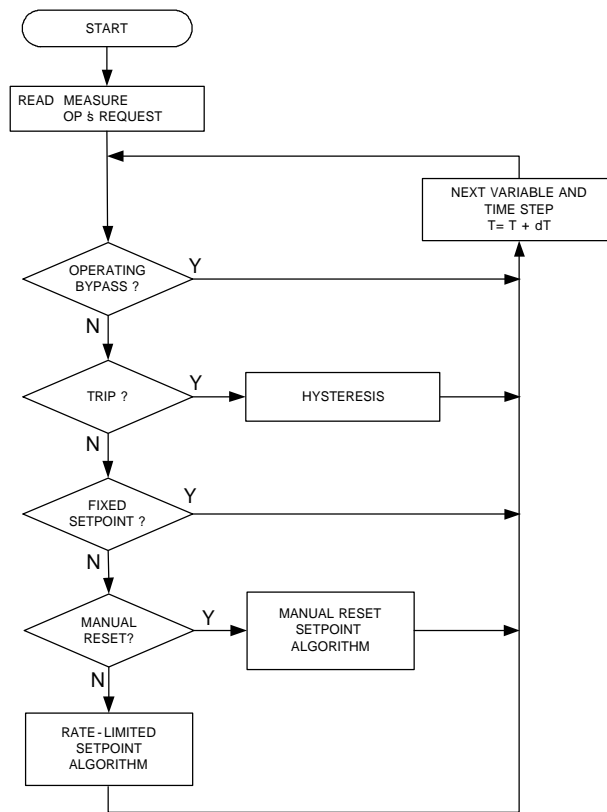 START
READ MEASURE
OP`s REQUEST
NEXT VARIABLE AND
TIME STEP
T= T + dT
OPERATING
BYPASS ?
Y
N
TRIP ?
Y
HYSTERESIS
N
FIXED
SETPOINT ?
Y
N
MANUAL
RESET?
Y
MANUAL RESET
SETPOINT
ALGORITHM
N
RATE-LIMITED
SETPOINT
ALGORITHM